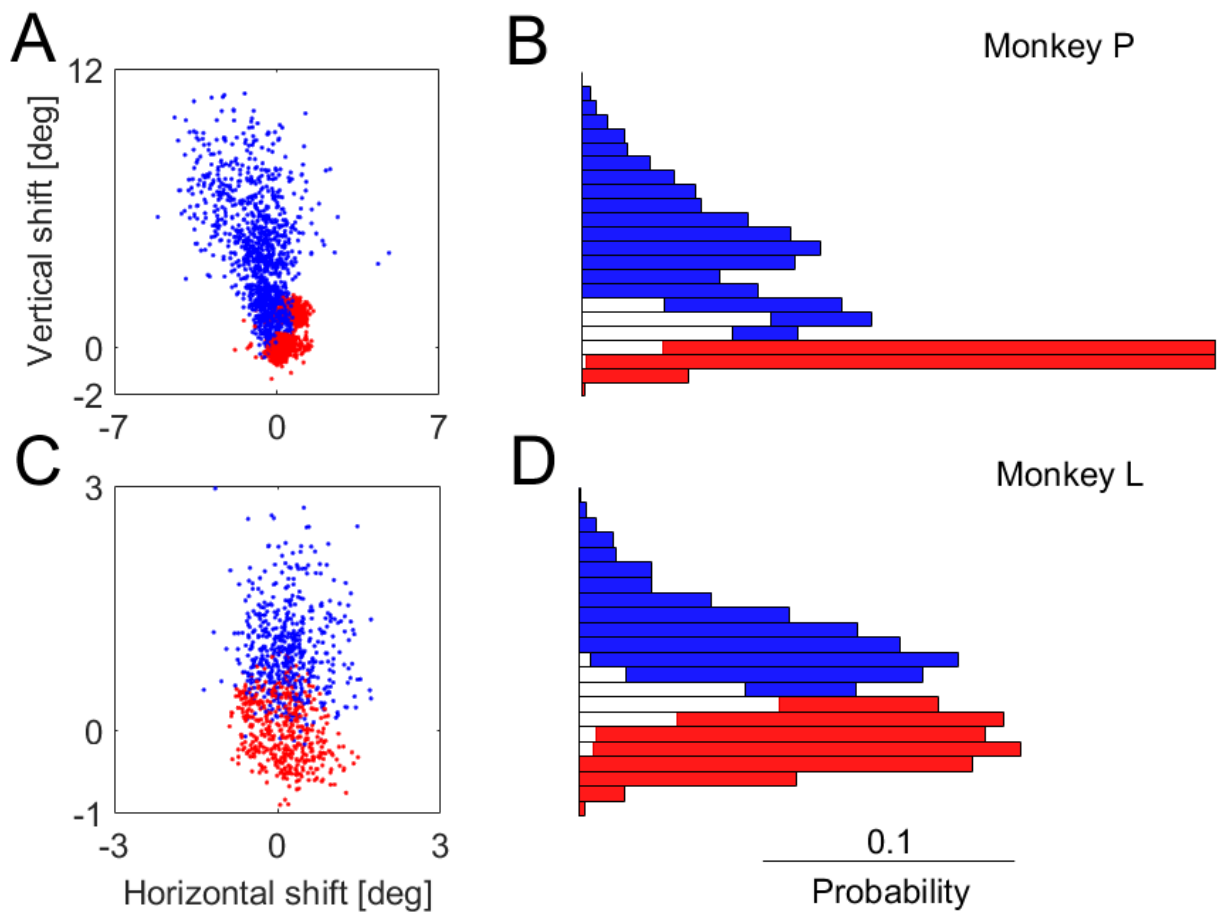 A
B
Monkey P
12
Vertical shift [deg]
0
-2
-7 0 7
C
D
Monkey L
3
0
-1
-3 0 3
Horizontal shift [deg]
0.1
Probability